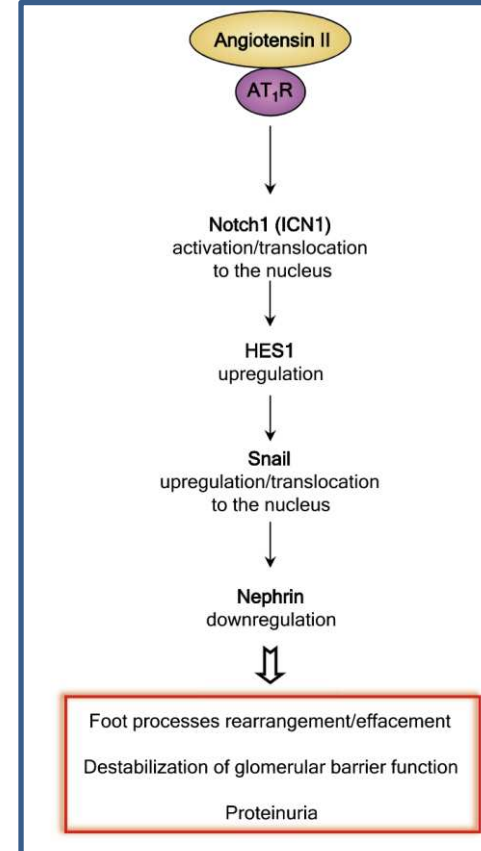 Angiotensin II
AT₁R
Notch1 (ICN1)
activation/translocation
to the nucleus
HES1
upregulation
Snail
upregulation/translocation
to the nucleus
Nephrin
downregulation
Foot processes rearrangement/effacement
Destabilization of glomerular barrier function
Proteinuria